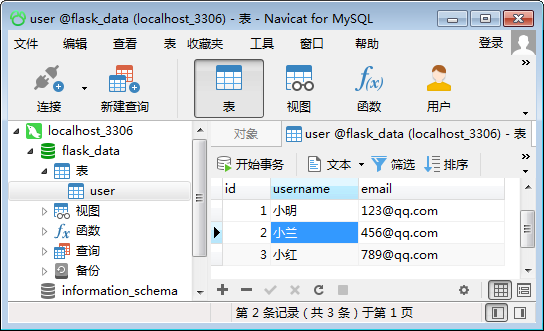 user @flask_data (localhost_3306) - 表 - Navicat for MySQL
文件 编辑 查看 表 收藏夹 工具 窗口 帮助 登录
连接 新建查询 表 视图 函数 用户
localhost_3306
flask_data
表
user
视图
函数
查询
备份
information_schema
对象 user @flask_data (localhost_3306) - 表
开始事务 文本 筛选 排序
id username email
1 小明 123@qq.com
2 小兰 456@qq.com
3 小红 789@qq.com
第 2 条记录 (共 3 条) 于第 1 页